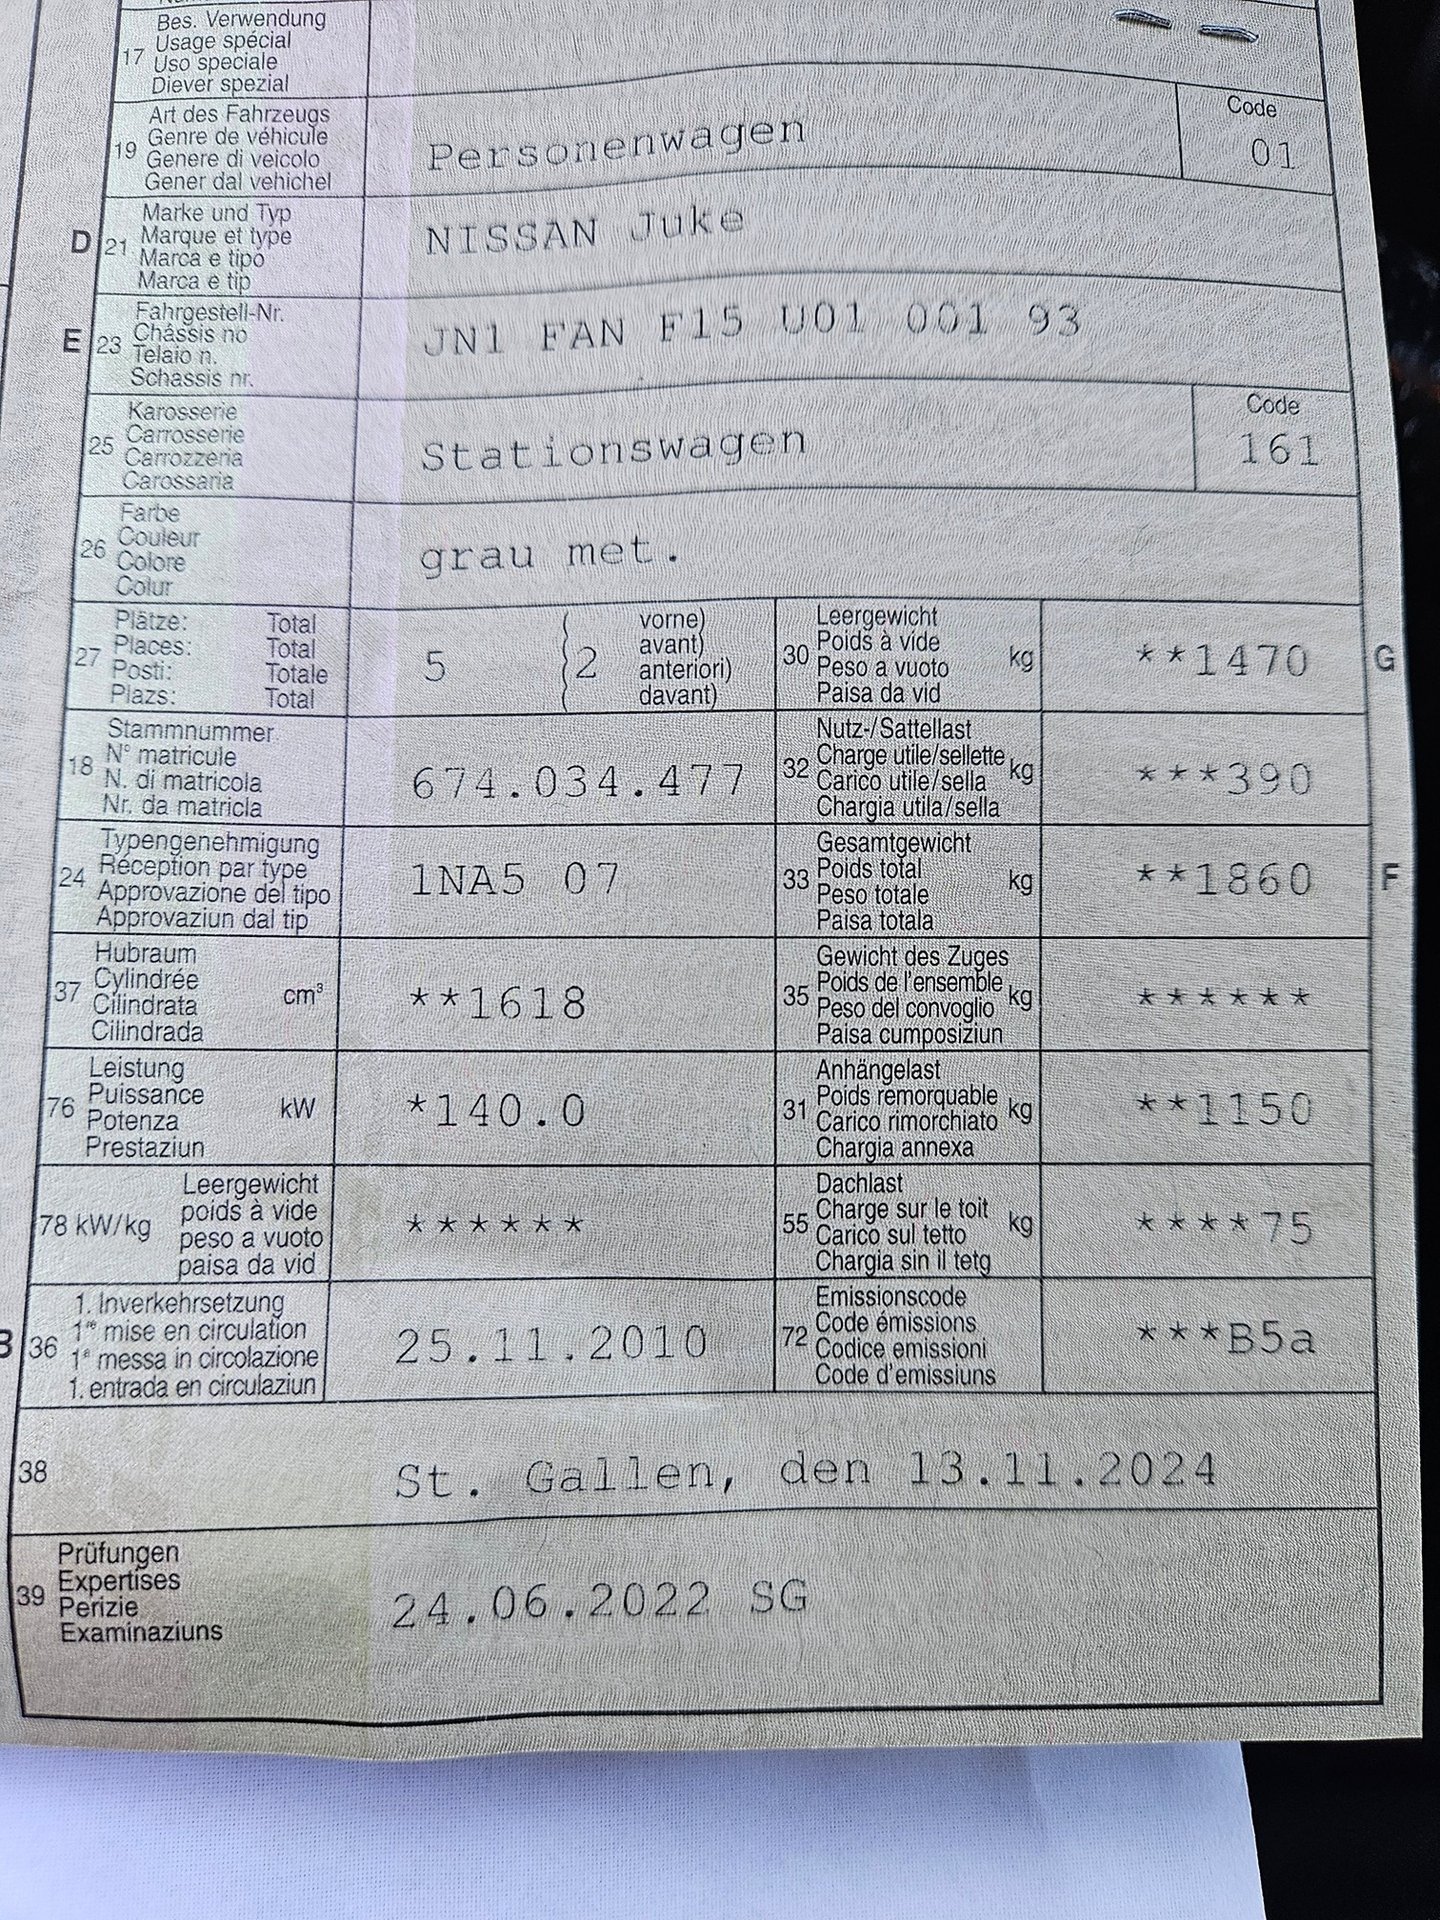 17 Bes. Verwendung
Usage spécial
Uso speciale
Diever spezial
19 Art des Fahrzeugs
Genre de véhicule
Genere di veicolo
Gener dal vehichel
Personenwagen
Code
01
D 21 Marke und Typ
Marque et type
Marca e tipo
Marca e tip
NISSAN Juke
E 23 Fahrgestell-Nr.
Châssis no
Telaio n.
Schassis nr.
JN1 FAN F15 U01 001 93
25 Karosserie
Carrosserie
Carrozzeria
Carossaria
Stationswagen
Code
161
26 Farbe
Couleur
Colore
Colur
grau met.
27 Plätze: Total
Places: Total
Posti: Totale
Plazs: Total
5 (2 vorne)
avant)
anteriori)
davant)
30 Leergewicht
Poids à vide
Peso a vuoto
Paisa da vid
kg
**1470
G
18 Stammnummer
N° matricule
N. di matricola
Nr. da matricla
674.034.477
32 Nutz-/Sattellast
Charge utile/sellette
Carico utile/sella
Chargia utila/sella
kg
***390
24 Typengenehmigung
Réception par type
Approvazione del tipo
Approvaziun dal tip
1NA5 07
33 Gesamtgewicht
Poids total
Peso totale
Paisa totala
kg
**1860
F
37 Hubraum
Cylindrée
Cilindrata
Cilindrada
cm³
**1618
35 Gewicht des Zuges
Poids de l'ensemble
Peso del convoglio
Paisa cumposiziun
kg
******
76 Leistung
Puissance
Potenza
Prestaziun
kW
*140.0
31 Anhängelast
Poids remorquable
Carico rimorchiato
Chargia annexa
kg
**1150
78 kW/kg Leergewicht
poids à vide
peso a vuoto
paisa da vid
******
55 Dachlast
Charge sur le toit
Carico sul tetto
Chargia sin il tetg
kg
****75
B 36 1. Inverkehrsetzung
1re mise en circulation
1a messa in circolazione
1. entrada en circulaziun
25.11.2010
72 Emissionscode
Code émissions
Codice emissioni
Code d'emissiuns
***B5a
38
St. Gallen, den 13.11.2024
39 Prüfungen
Expertises
Perizie
Examinaziuns
24.06.2022 SG